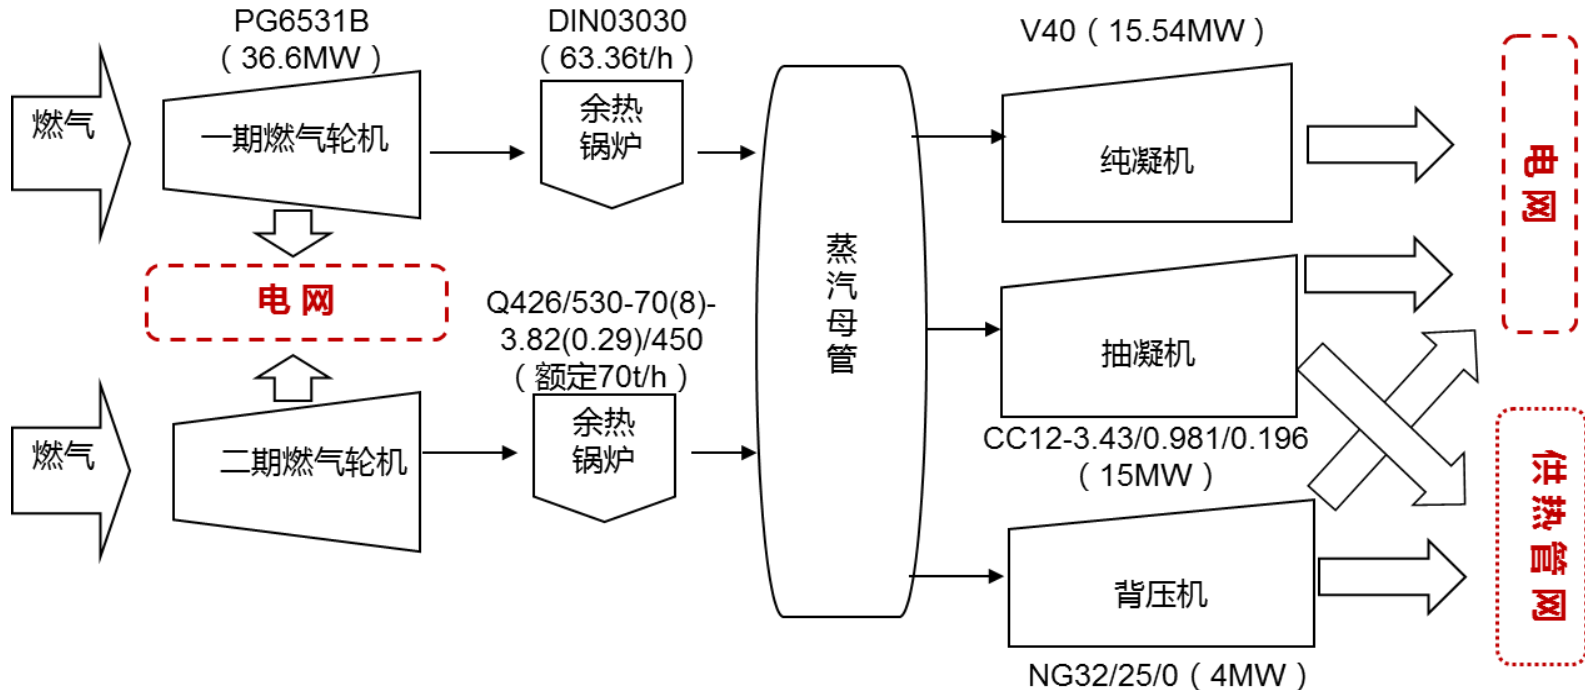 PG6531B
（36.6MW）
DIN03030
（63.36t/h）
V40（15.54MW）
燃气
一期燃气轮机
余热
锅炉
纯凝机
电网
电网
蒸汽母管
Q426/530-70(8)-
3.82(0.29)/450
（额定70t/h）
抽凝机
CC12-3.43/0.981/0.196
（15MW）
燃气
二期燃气轮机
余热
锅炉
背压机
NG32/25/0（4MW）
供热管网